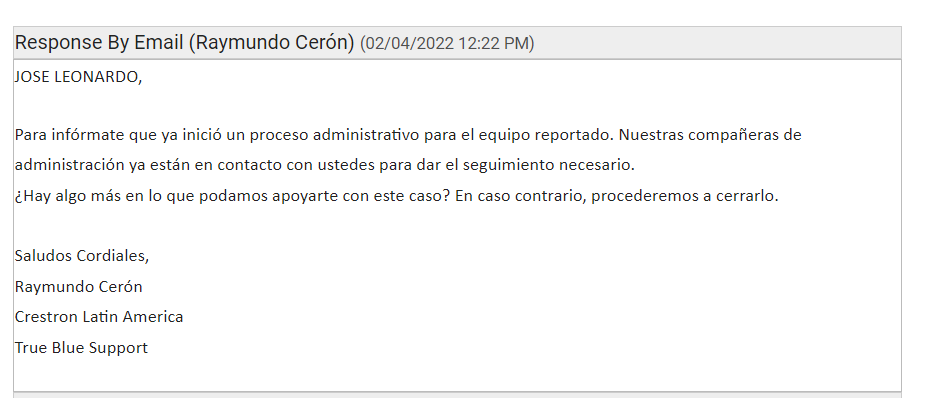 Response By Email (Raymundo Cerón) (02/04/2022 12:22 PM)
JOSE LEONARDO,
Para infórmate que ya inició un proceso administrativo para el equipo reportado. Nuestras compañeras de
administración ya están en contacto con ustedes para dar el seguimiento necesario.
¿Hay algo más en lo que podamos apoyarte con este caso? En caso contrario, procederemos a cerrarlo.
Saludos Cordiales,
Raymundo Cerón
Crestron Latin America
True Blue Support